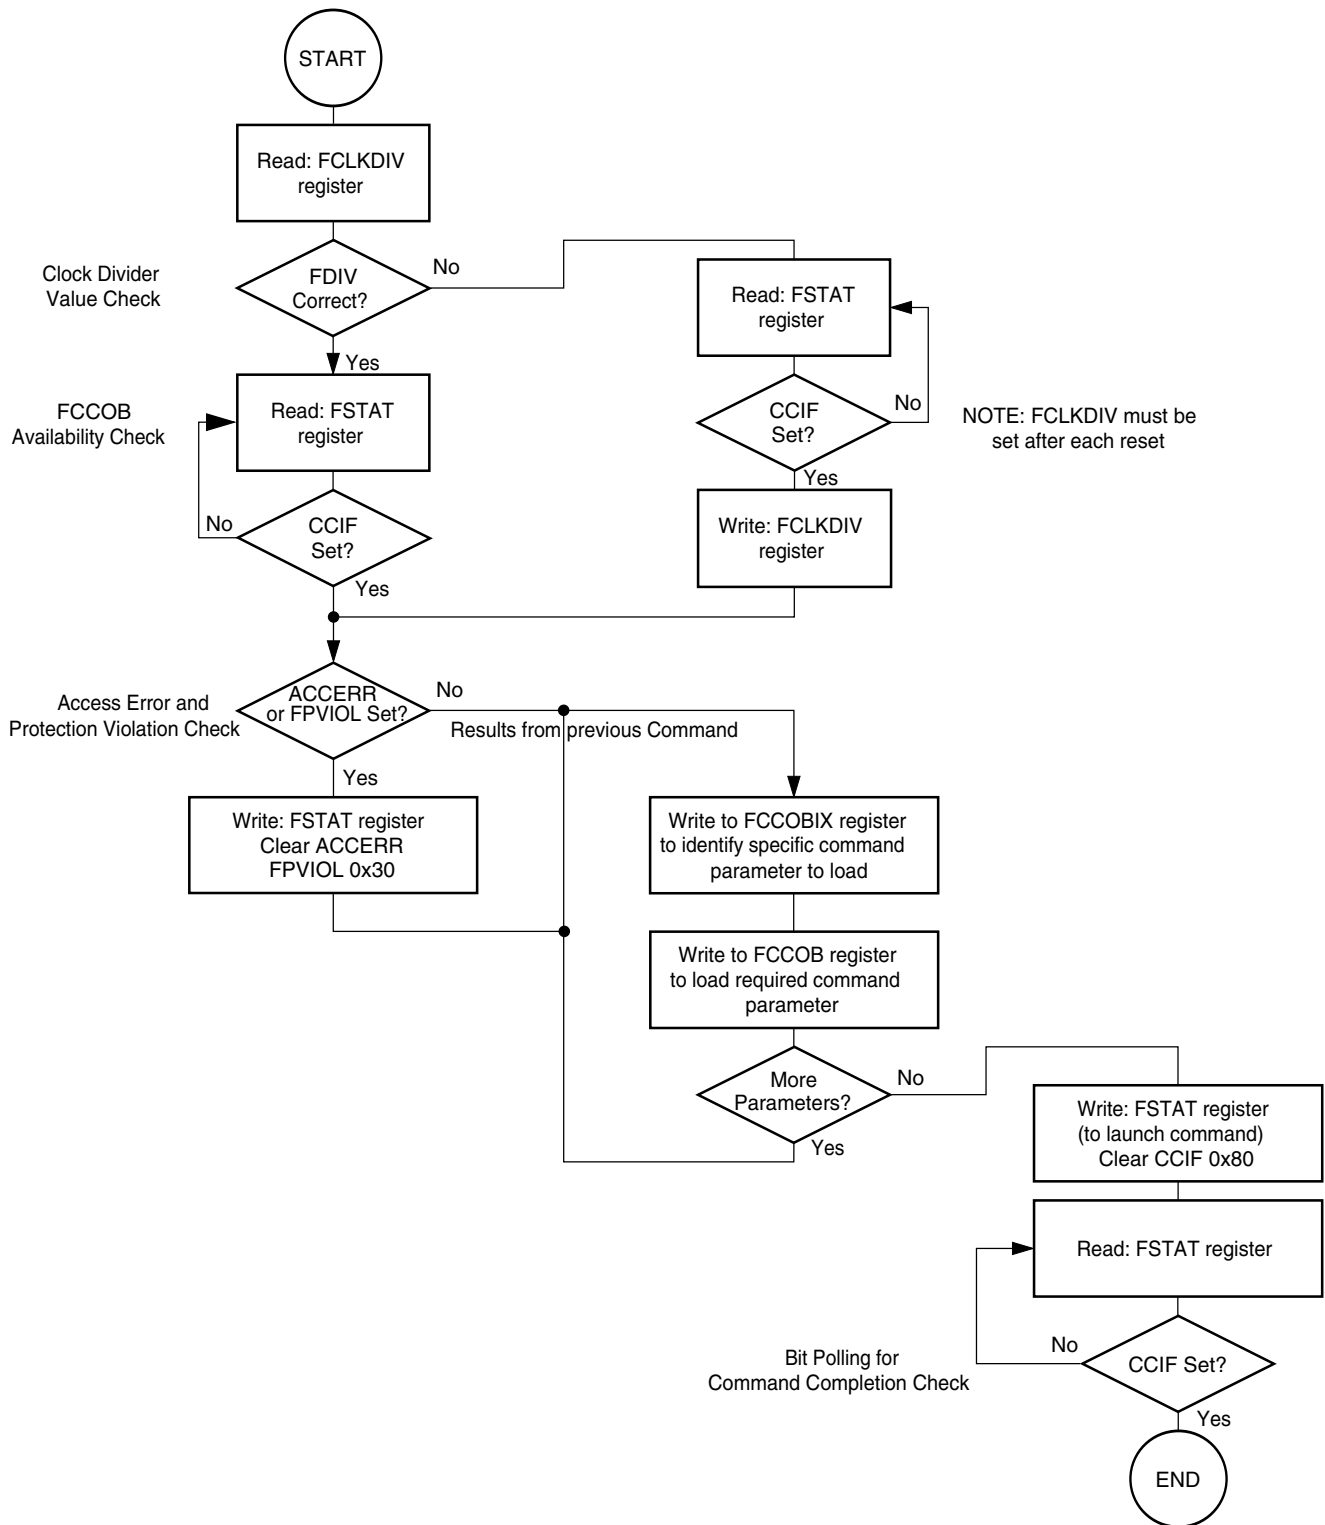 START
Read: FCLKDIV
register
Clock Divider
Value Check
FDIV
Correct?
No
Read: FSTAT
register
Yes
FCCOB
Availability Check
Read: FSTAT
register
CCIF
Set?
No
NOTE: FCLKDIV must be
set after each reset
Yes
No
CCIF
Set?
Write: FCLKDIV
register
Yes
Access Error and
Protection Violation Check
ACCERR
or FPVIOL Set?
No
Results from previous Command
Yes
Write: FSTAT register
Clear ACCERR
FPVIOL 0x30
Write to FCCOBIX register
to identify specific command
parameter to load
Write to FCCOB register
to load required command
parameter
More
Parameters?
No
Yes
Write: FSTAT register
(to launch command)
Clear CCIF 0x80
Read: FSTAT register
Bit Polling for
Command Completion Check
No
CCIF Set?
Yes
END